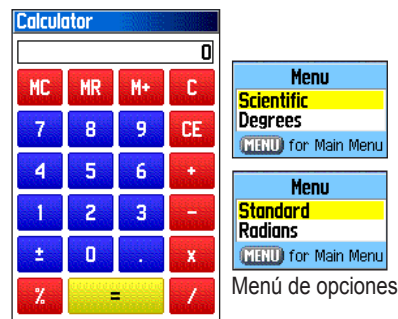 Calculator
0
MC MR M+ C
7 8 9 CE
4 5 6 +
1 2 3 -
± 0 . x
% = /
Menu
Scientific
Degrees
MENU for Main Menu
Menu
Standard
Radians
MENU for Main Menu
Menú de opciones